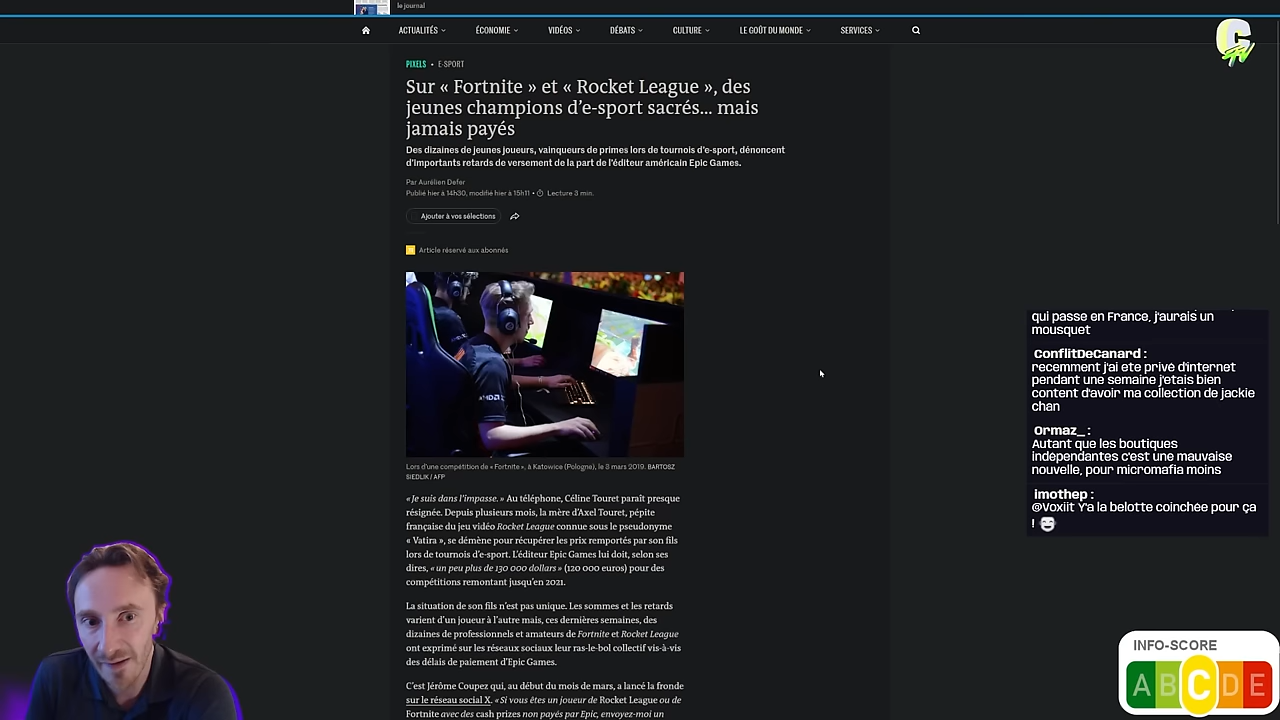 le journal
ACTUALITÉS
ÉCONOMIE
VIDÉOS
DÉBATS
CULTURE
LE GOÛT DU MONDE
SERVICES
PIXELS • E-SPORT
Sur « Fortnite » et « Rocket League », des
jeunes champions d’e-sport sacrés… mais
jamais payés
Des dizaines de jeunes joueurs, vainqueurs de primes lors de tournois d’e-sport, dénoncent
d’importants retards de versement de la part de l’éditeur américain Epic Games.
Par Aurélien Defer
Publié hier à 14h30, modifié hier à 15h11 • Lecture 3 min.
Ajouter à vos sélections
Article réservé aux abonnés
AMD
Lors d’une compétition de « Fortnite », à Katowice (Pologne), le 3 mars 2019. BARTOSZ
SIEDLIK / AFP
« Je suis dans l’impasse. » Au téléphone, Céline Touret paraît presque
résignée. Depuis plusieurs mois, la mère d’Axel Touret, pépite
française du jeu vidéo Rocket League connue sous le pseudonyme
« Vatira », se démène pour récupérer les prix remportés par son fils
lors de tournois d’e-sport. L’éditeur Epic Games lui doit, selon ses
dires, « un peu plus de 130 000 dollars » (120 000 euros) pour des
compétitions remontant jusqu’en 2021.
La situation de son fils n’est pas unique. Les sommes et les retards
varient d’un joueur à l’autre mais, ces dernières semaines, des
dizaines de professionnels et amateurs de Fortnite et Rocket League
ont exprimé sur les réseaux sociaux leur ras-le-bol collectif vis-à-vis
des délais de paiement d’Epic Games.
C’est Jérôme Coupez qui, au début du mois de mars, a lancé la fronde
sur le réseau social X. « Si vous êtes un joueur de Rocket League ou de
Fortnite avec des cash prizes non payés par Epic, envoyez-moi un
C TV
qui passe en France, j'aurais un
mousquet
ConflitDeCanard :
recemment j'ai ete privé d'internet
pendant une semaine j'etais bien
content d'avoir ma collection de jackie
chan
Ormaz_ :
Autant que les boutiques
indépendantes c'est une mauvaise
nouvelle, pour micromafia moins
imothep :
@Voxiit Y'a la belotte coinchée pour ça
!
INFO-SCORE
A B C D E